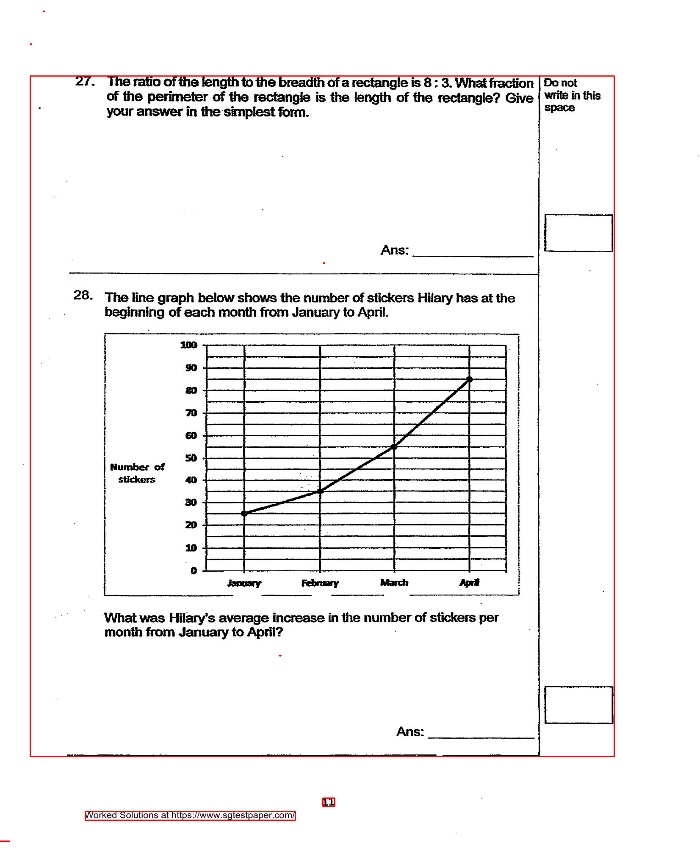 27. The ratio of the length to the breadth of a rectangle is 8 : 3. What fraction
of the perimeter of the rectangle is the length of the rectangle? Give
your answer in the simplest form.
Do not
write in this
space
Ans:
28. The line graph below shows the number of stickers Hilary has at the
beginning of each month from January to April.
100
90
80
70
60
50
40
30
20
10
0
Number of
stickers
January February March April
What was Hilary's average increase in the number of stickers per
month from January to April?
Ans:
11
Worked Solutions at https://www.sgtestpaper.com/